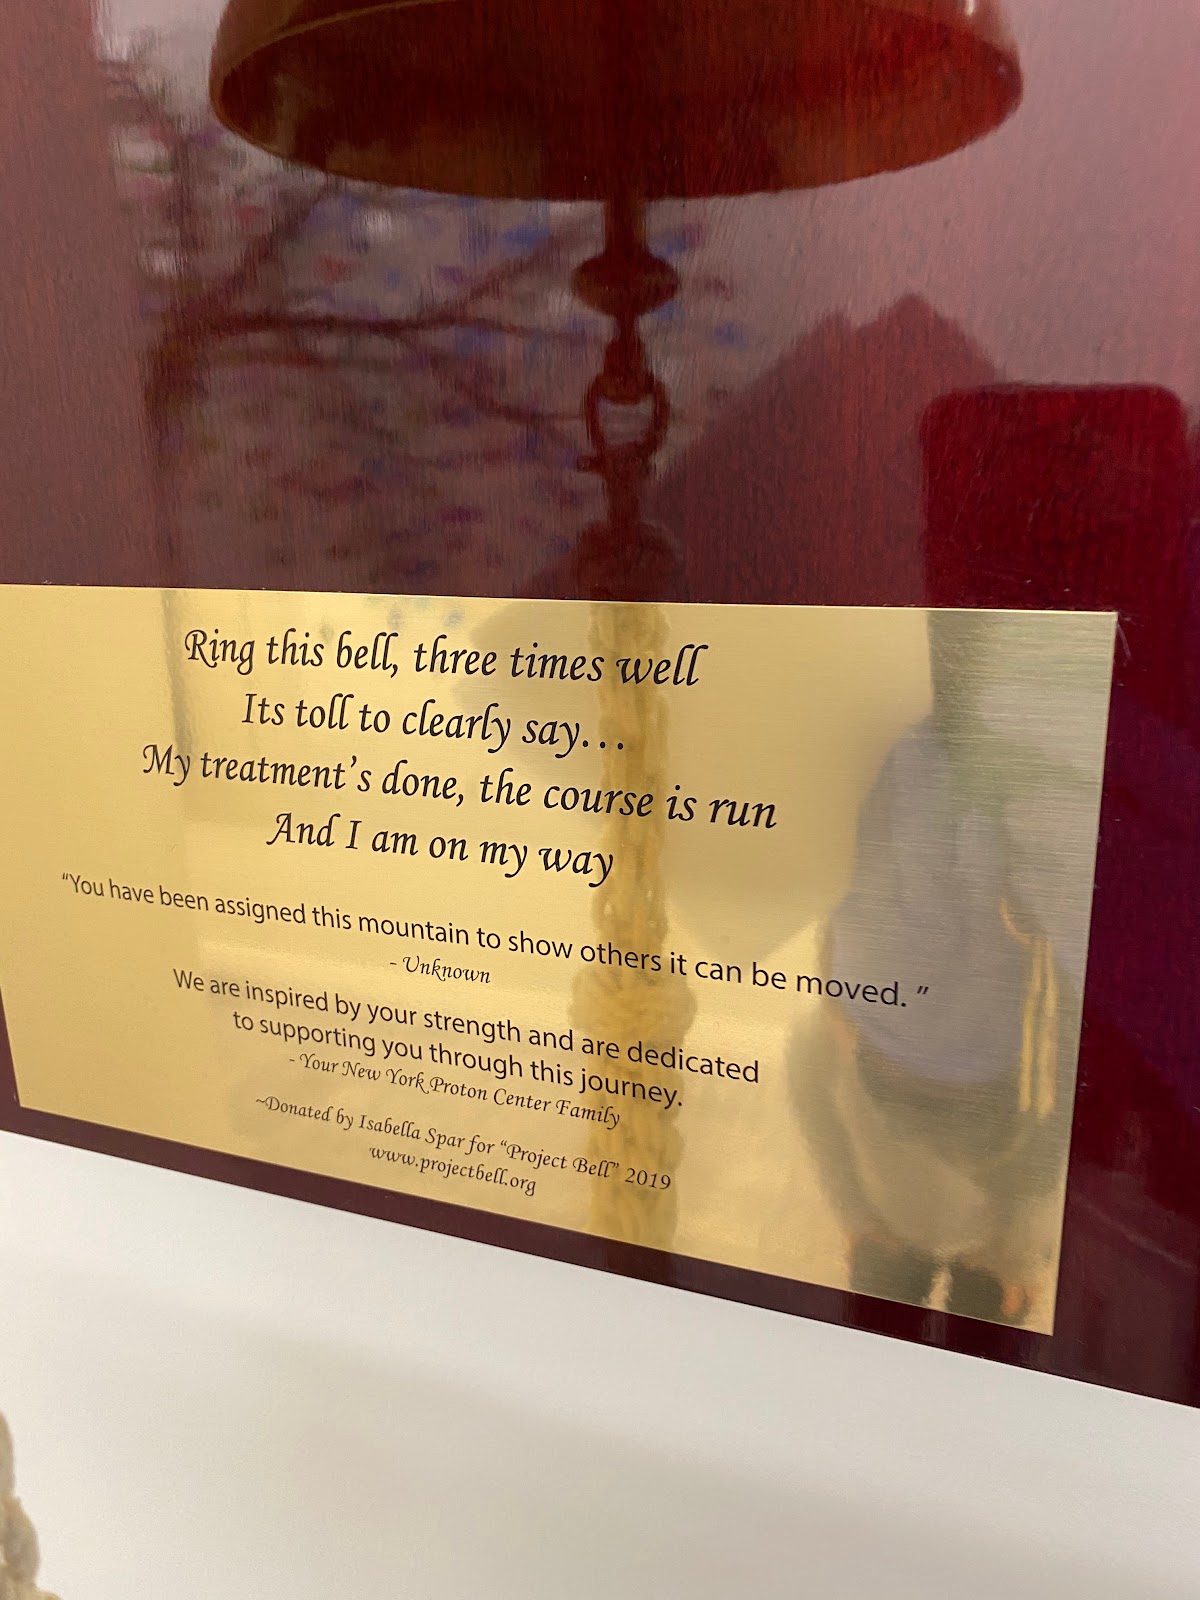 Ring this bell, three times well
Its toll to clearly say...
My treatment's done, the course is run
And I am on my way
"You have been assigned this mountain to show others it can be moved. "
- Unknown
We are inspired by your strength and are dedicated
to supporting you through this journey.
- Your New York Proton Center Family
~Donated by Isabella Spar for "Project Bell" 2019
www.projectbell.org